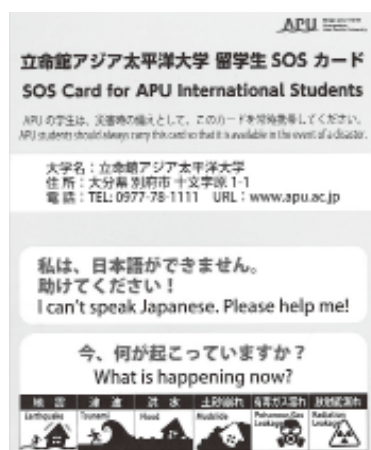 APU
立命館アジア太平洋大学 留学生 SOS カード
SOS Card for APU International Students
APU の学生は、災害時の備えとして、このカードを常時携帯してください。
APU students should always carry this card so that it is available in the event of a disaster.
大学名：立命館アジア太平洋大学
住 所：大分県 別府市 十文字原 1-1
電 話：TEL: 0977-78-1111 URL：www.apu.ac.jp
私は、日本語ができません。
助けてください！
I can't speak Japanese. Please help me!
今、何が起こっていますか？
What is happening now?
地 震 津 波 洪 水 土砂崩れ 有毒ガス漏れ 放射能漏れ
Earthquake Tsunami Flood Mudslide Poisonous Gas Leakage Radiation Leakage